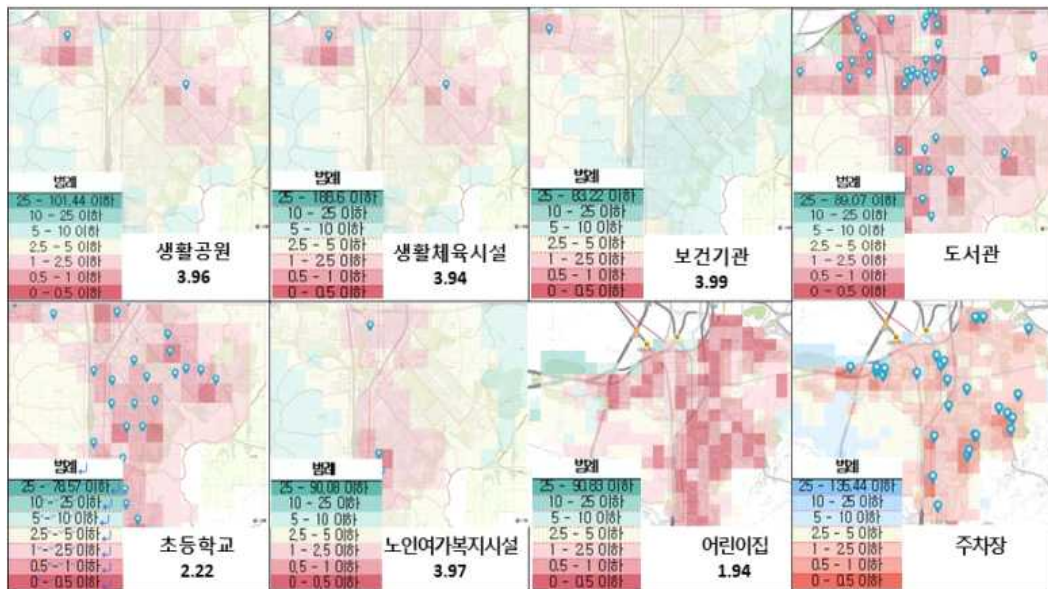 범례
25 - 101.44 이하
10 - 25 이하
5 - 10 이하
2.5 - 5 이하
1 - 2.5 이하
0.5 - 1 이하
0 - 0.5 이하
생활공원
3.96
범례
25 - 188.6 이하
10 - 25 이하
5 - 10 이하
2.5 - 5 이하
1 - 2.5 이하
0.5 - 1 이하
0 - 0.5 이하
생활체육시설
3.94
범례
25 - 83.22 이하
10 - 25 이하
5 - 10 이하
2.5 - 5 이하
1 - 2.5 이하
0.5 - 1 이하
0 - 0.5 이하
보건기관
3.99
범례
25 - 89.07 이하
10 - 25 이하
5 - 10 이하
2.5 - 5 이하
1 - 2.5 이하
0.5 - 1 이하
0 - 0.5 이하
도서관
범례
25 - 78.57 이하
10 - 25 이하
5 - 10 이하
2.5 - 5 이하
1 - 2.5 이하
0.5 - 1 이하
0 - 0.5 이하
초등학교
2.22
범례
25 - 90.08 이하
10 - 25 이하
5 - 10 이하
2.5 - 5 이하
1 - 2.5 이하
0.5 - 1 이하
0 - 0.5 이하
노인여가복지시설
3.97
범례
25 - 90.83 이하
10 - 25 이하
5 - 10 이하
2.5 - 5 이하
1 - 2.5 이하
0.5 - 1 이하
0 - 0.5 이하
어린이집
1.94
범례
25 - 135.44 이하
10 - 25 이하
5 - 10 이하
2.5 - 5 이하
1 - 2.5 이하
0.5 - 1 이하
0 - 0.5 이하
주차장